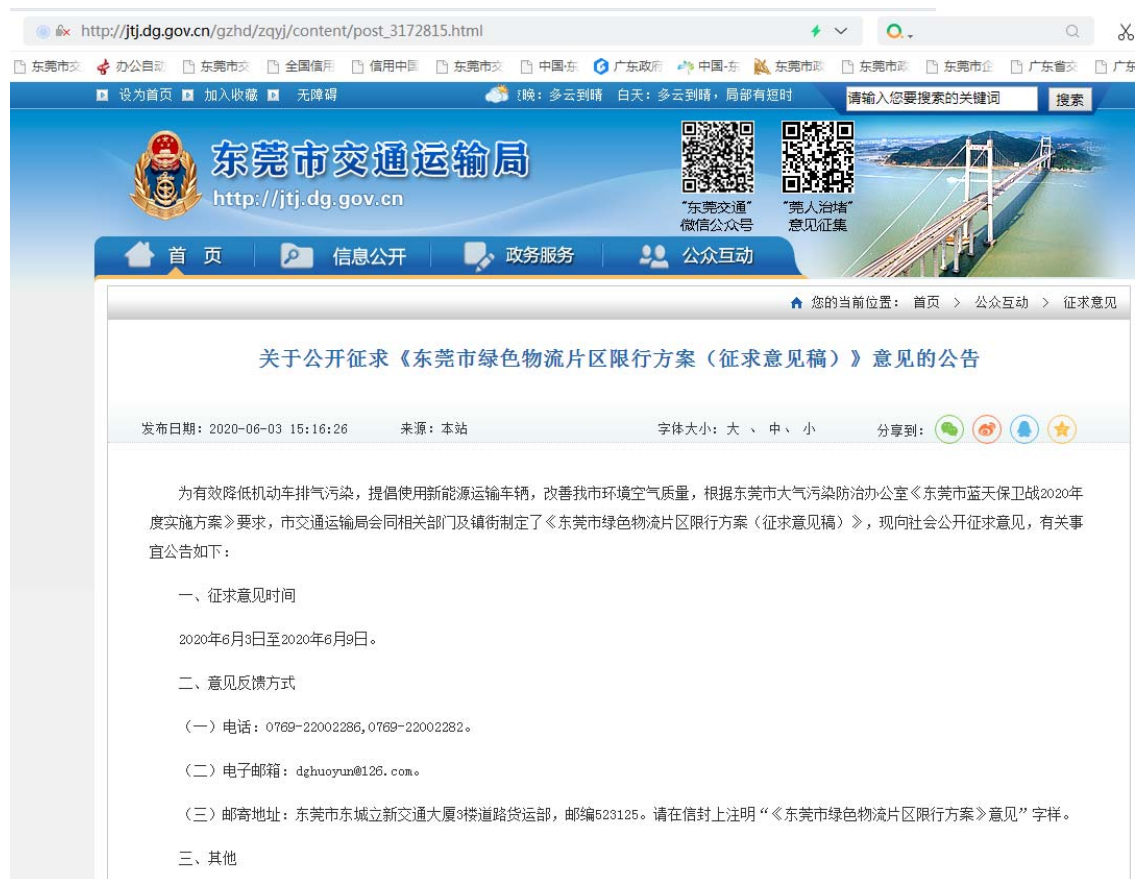 http://jtj.dg.gov.cn/gzhd/zqyj/content/post_3172815.html
东莞市交 办公自动 东莞市交 全国信用 信用中国 东莞市交 中国·东 广东政府 中国-东 东莞市政 东莞市政 东莞市企 广东省交 广东
设为首页 加入收藏 无障碍 晚：多云到晴 白天：多云到晴，局部有短时 请输入您要搜索的关键词 搜索
东莞市交通运输局
http://jtj.dg.gov.cn
"东莞交通" "莞人治堵"
微信公众号 意见征集
首 页 信息公开 政务服务 公众互动
您的当前位置： 首页 > 公众互动 > 征求意见
关于公开征求《东莞市绿色物流片区限行方案（征求意见稿）》意见的公告
发布日期：2020-06-03 15:16:26 来源：本站 字体大小：大 、 中、 小 分享到：
为有效降低机动车排气污染，提倡使用新能源运输车辆，改善我市环境空气质量，根据东莞市大气污染防治办公室《东莞市蓝天保卫战2020年
度实施方案》要求，市交通运输局会同相关部门及镇街制定了《东莞市绿色物流片区限行方案（征求意见稿）》，现向社会公开征求意见，有关事
宜公告如下：
一、征求意见时间
2020年6月3日至2020年6月9日。
二、意见反馈方式
（一）电话：0769-22002286,0769-22002282。
（二）电子邮箱：dghuoyun@126.com。
（三）邮寄地址：东莞市东城立新交通大厦3楼道路货运部，邮编523125。请在信封上注明“《东莞市绿色物流片区限行方案》意见”字样。
三、其他